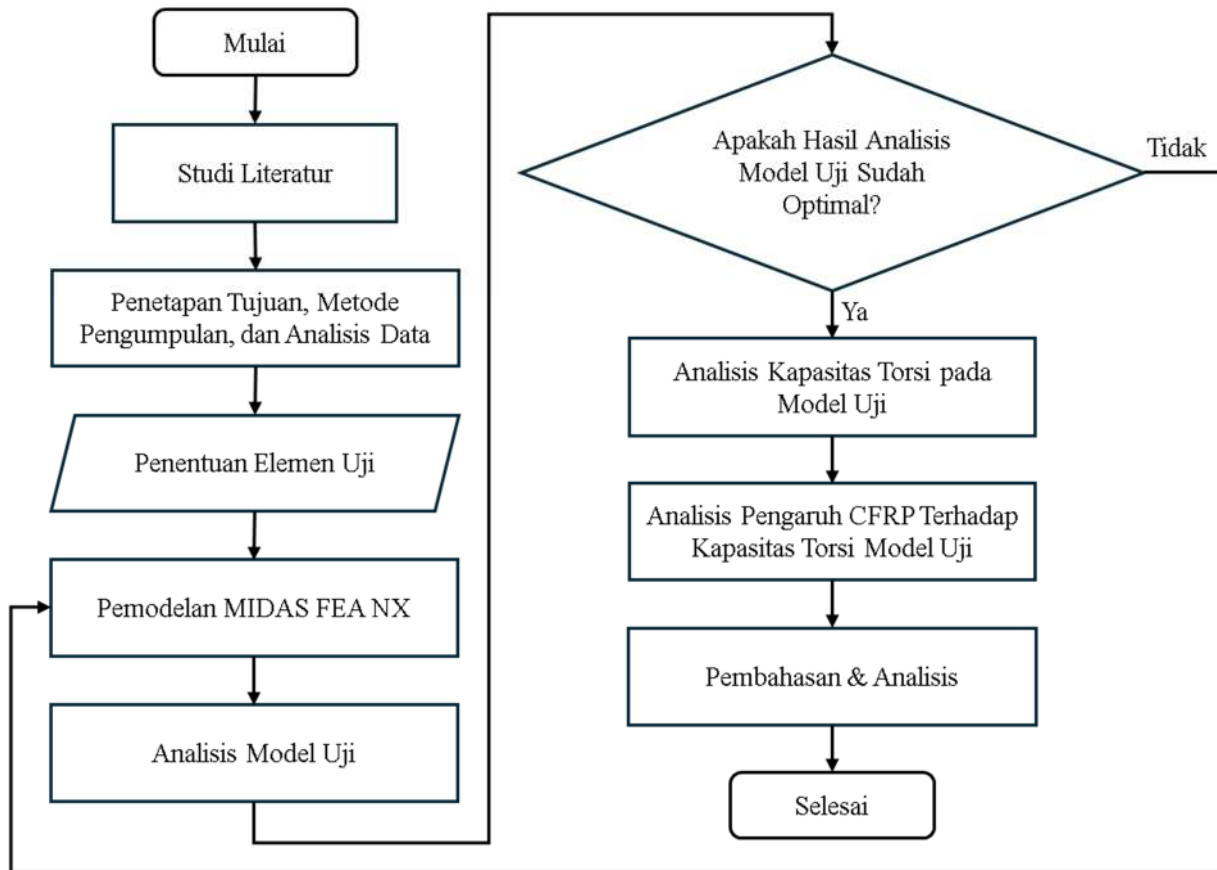 Mulai
Studi Literatur
Penetapan Tujuan, Metode
Pengumpulan, dan Analisis Data
Penentuan Elemen Uji
Pemodelan MIDAS FEA NX
Analisis Model Uji
Apakah Hasil Analisis
Model Uji Sudah
Optimal?
Tidak
Ya
Analisis Kapasitas Torsi pada
Model Uji
Analisis Pengaruh CFRP Terhadap
Kapasitas Torsi Model Uji
Pembahasan & Analisis
Selesai